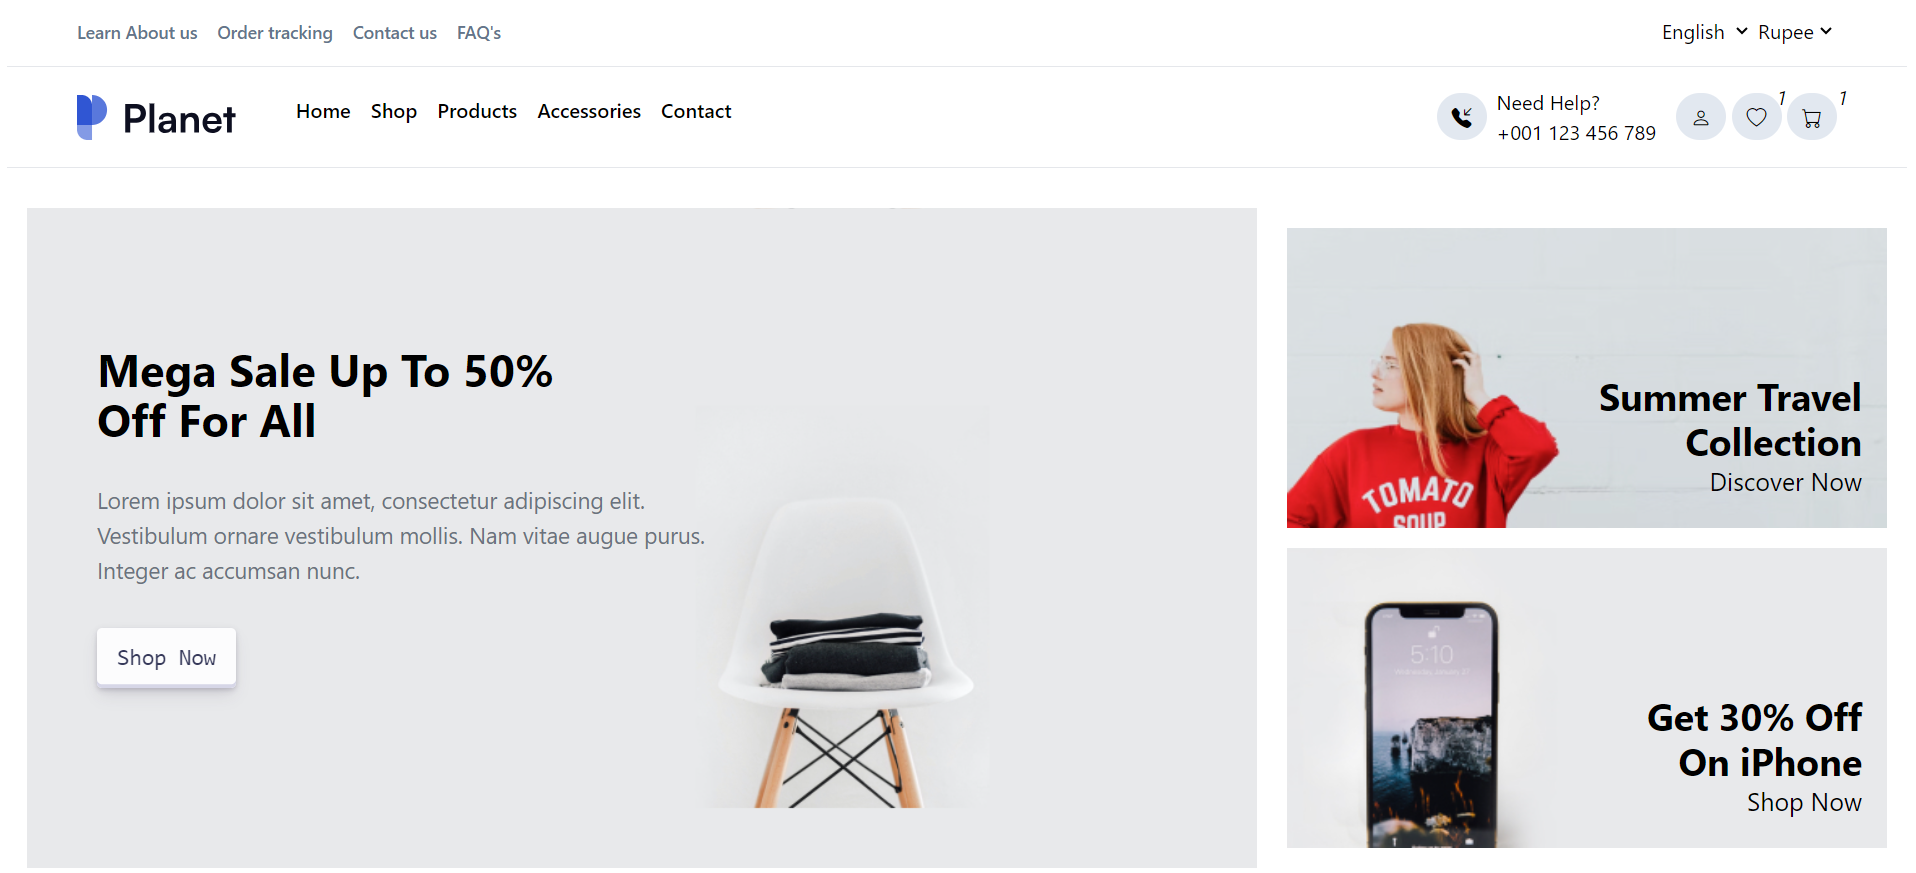 Learn About us Order tracking Contact us FAQ's English Rupee
Planet Home Shop Products Accessories Contact
Need Help?
+001 123 456 789
1 1
Mega Sale Up To 50%
Off For All
Lorem ipsum dolor sit amet, consectetur adipiscing elit.
Vestibulum ornare vestibulum mollis. Nam vitae augue purus.
Integer ac accumsan nunc.
Shop Now
TOMATO
SOUP
Summer Travel
Collection
Discover Now
5:10
Get 30% Off
On iPhone
Shop Now